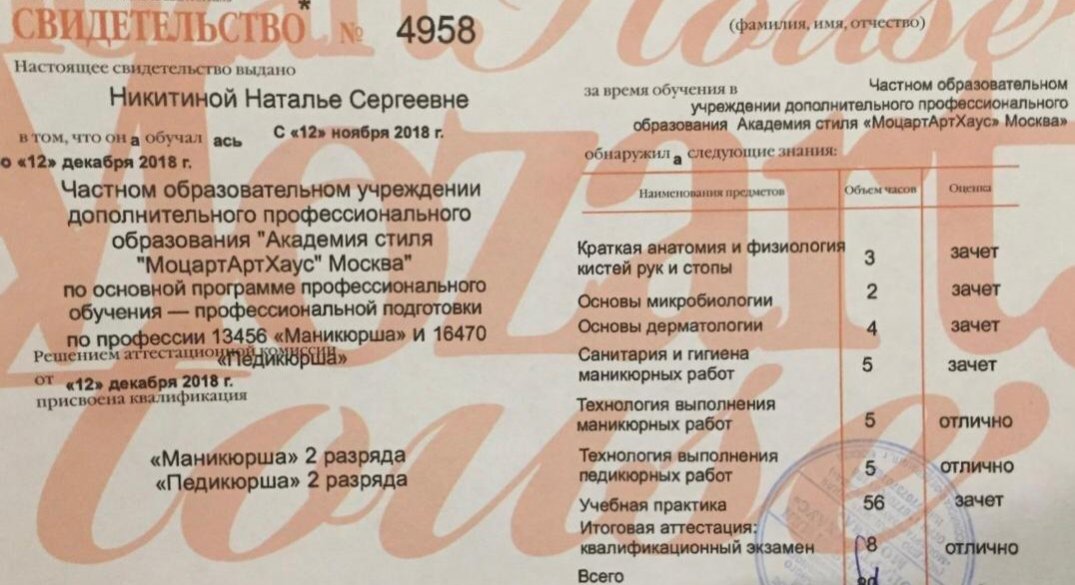 СВИДЕТЕЛЬСТВО* № 4958
Настоящее свидетельство выдано
Никитиной Наталье Сергеевне
в том, что он а обучал ась С «12» ноября 2018 г.
о «12» декабря 2018 г.
Частном образовательном учреждении
дополнительного профессионального
образования "Академия стиля
"МоцартАртХаус" Москва"
по основной программе профессионального
обучения — профессиональной подготовки
по профессии 13456 «Маникюрша» И 16470
Решением аттестационной комиссии
«Педикюрша»
от «12» декабря 2018 г.
присвоена квалификация
«Маникюрша» 2 разряда
«Педикюрша» 2 разряда
(фамилия, имя, отчество)
за время обучения в Частном образовательном
учреждении дополнительного профессионального
образования Академия стиля «МоцартАртХаус» Москва»
обнаружил а следующие знания:
Наименования предметов Объем часов Оценка
Краткая анатомия и физиология
кистей рук и стопы 3 зачет
Основы микробиологии 2 зачет
Основы дерматологии 4 зачет
Санитария и гигиена
маникюрных работ 5 зачет
Технология выполнения
маникюрных работ 5 отлично
Технология выполнения
педикюрных работ 5 отлично
Учебная практика 56 зачет
Итоговая аттестация:
квалификационный экзамен 8 отлично
Всего
Mozart
House